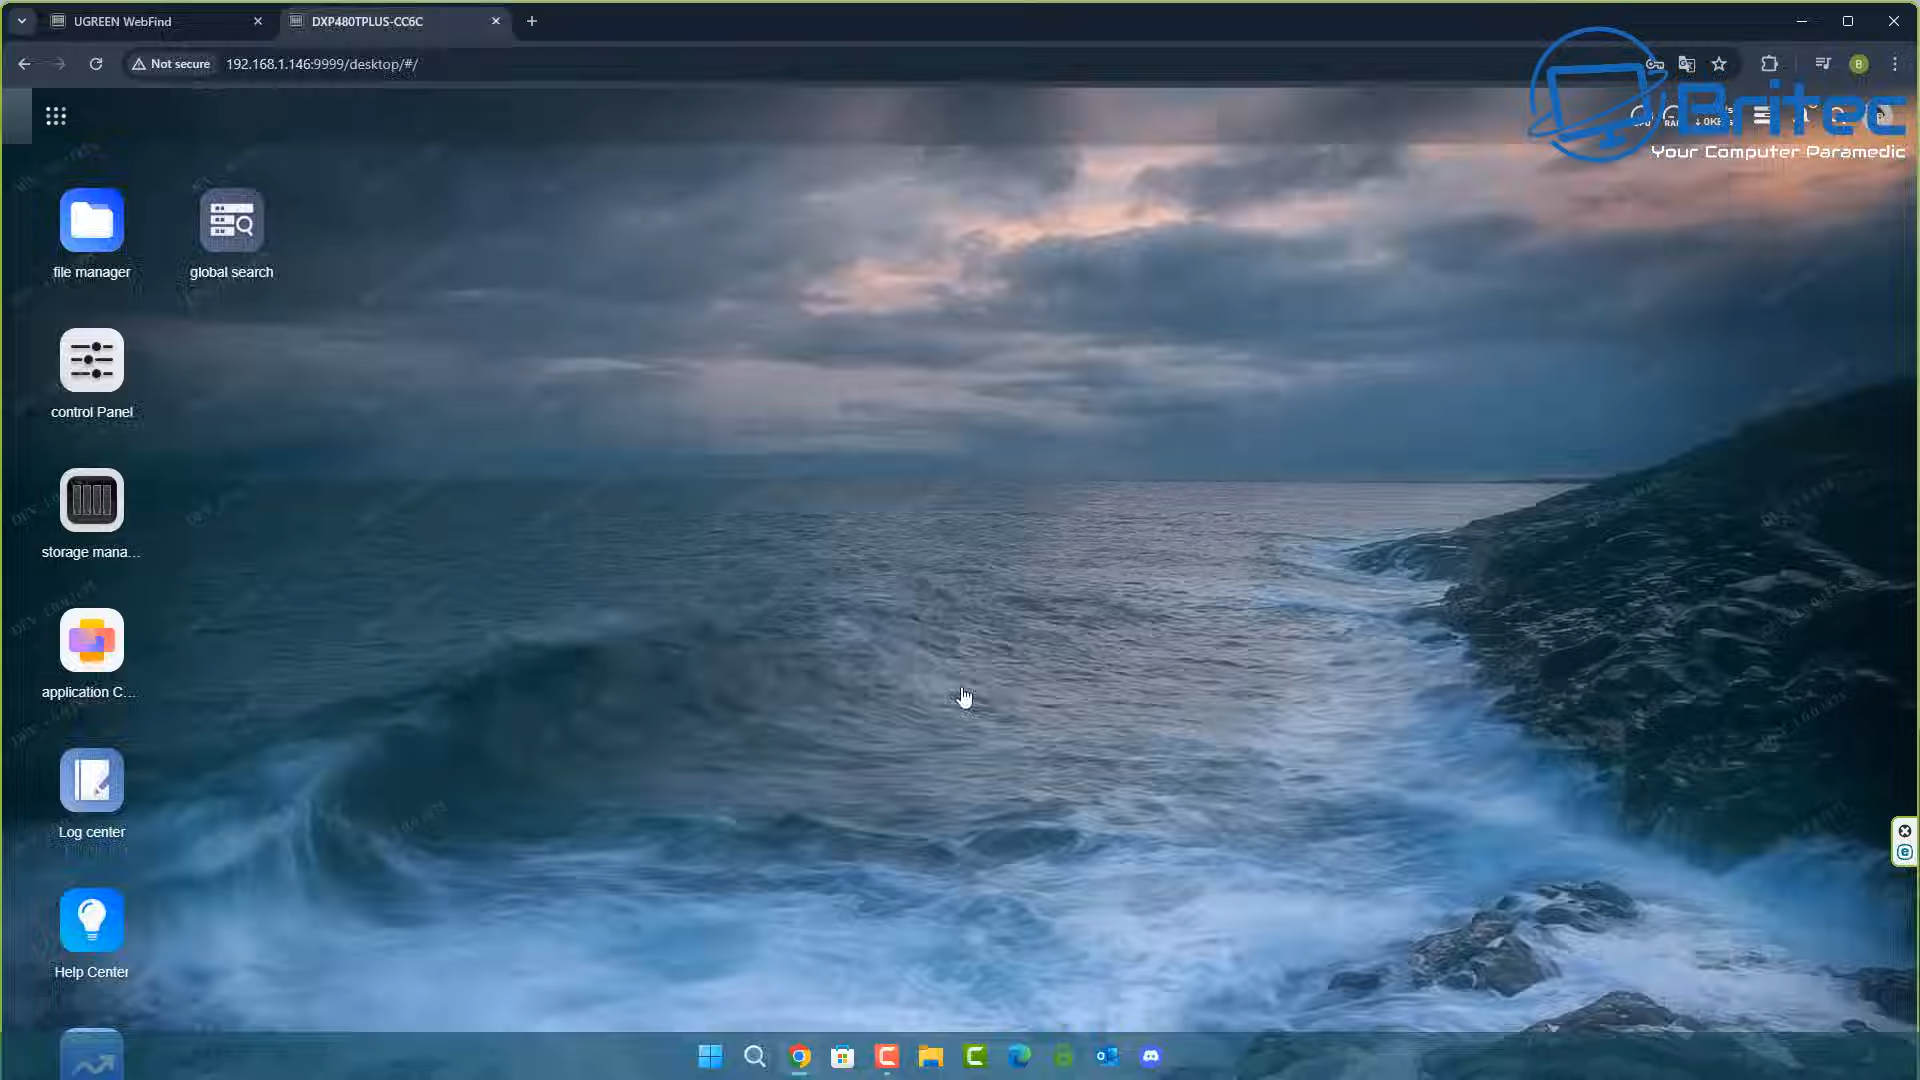 UGREEN WebFind
DXP480TPLUS-CC6C
Not secure
192.168.1.146:9999/desktop/#/
B
Britec
Your Computer Paramedic
↓ 0KB/s
file manager
global search
control Panel
storage mana...
application C...
Log center
Help Center